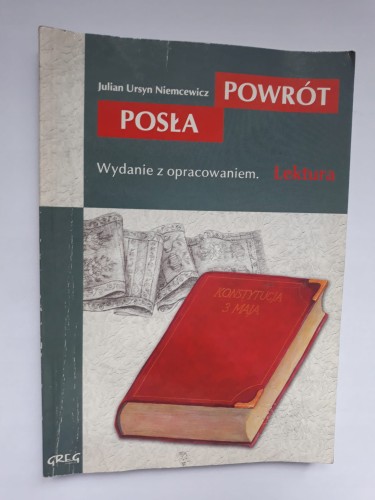 Julian Ursyn Niemcewicz
POWRÓT
POSŁA
Wydanie z opracowaniem. Lektura
KONSTYTUCJA
3 MAJA
GREG